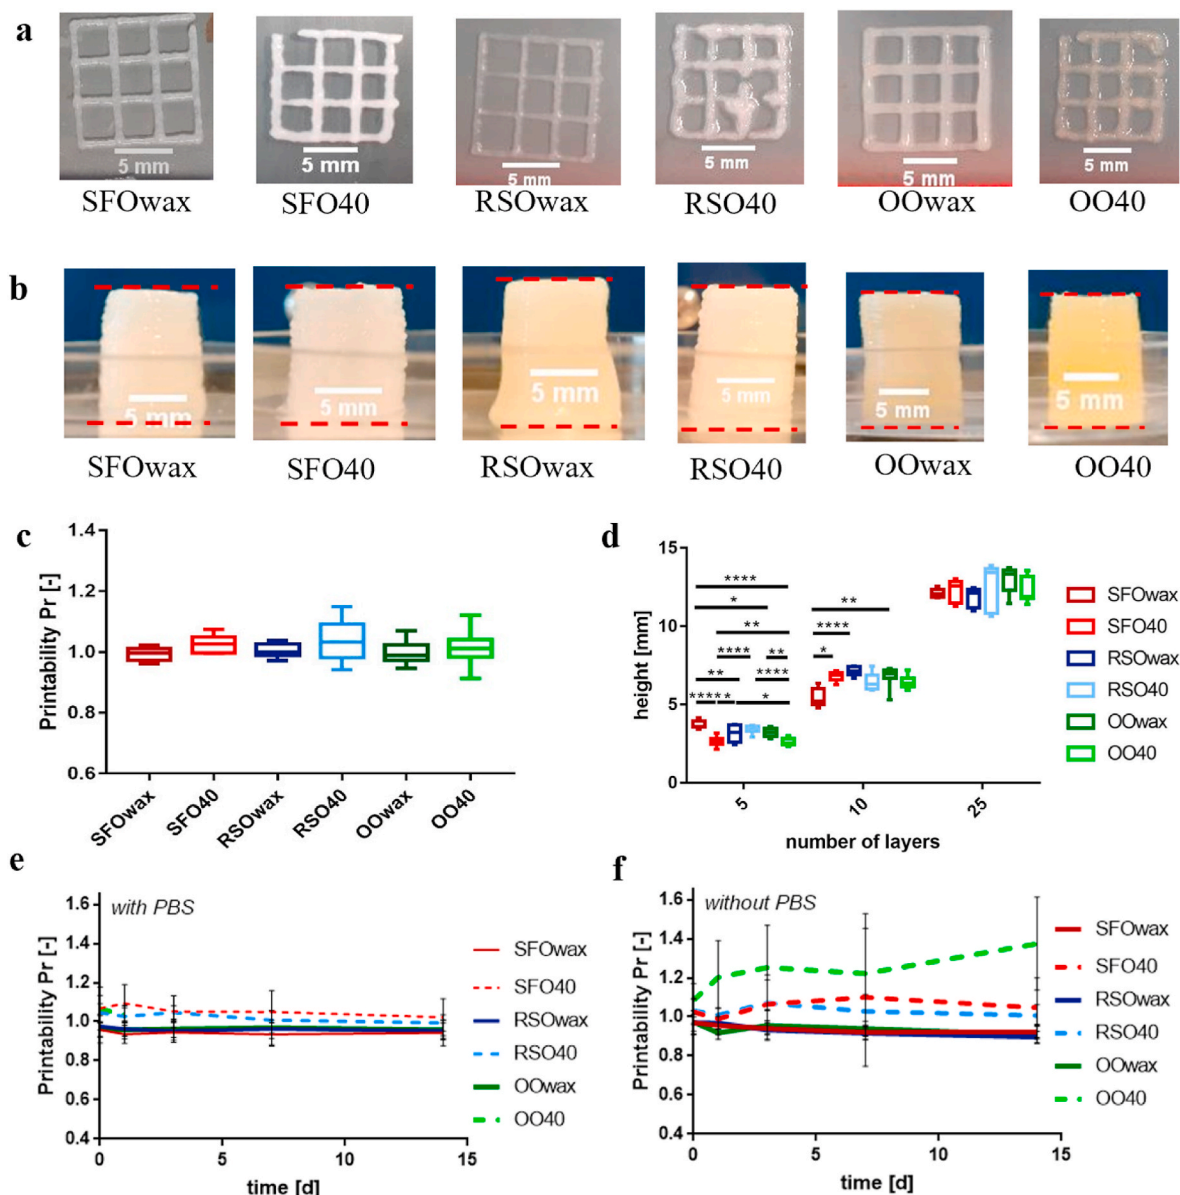 a
5 mm
5 mm
5 mm
5 mm
5 mm
5 mm
SFOwax
SFO40
RSOwax
RSO40
OOwax
OO40
b
5 mm
5 mm
5 mm
5 mm
5 mm
5 mm
SFOwax
SFO40
RSOwax
RSO40
OOwax
OO40
c
Printability Pr [-]
1.4
1.2
1.0
0.8
0.6
SFOwax
SFO40
RSOwax
RSO40
OOwax
OO40
d
height [mm]
15
10
5
0
****
*
**
**
****
*
**
****
**
****
**
****
*
*
5
10
25
number of layers
SFOwax
SFO40
RSOwax
RSO40
OOwax
OO40
e
with PBS
Printability Pr [-]
1.6
1.4
1.2
1.0
0.8
0.6
0.4
0
5
10
15
time [d]
SFOwax
SFO40
RSOwax
RSO40
OOwax
OO40
f
without PBS
Printability Pr [-]
1.6
1.4
1.2
1.0
0.8
0.6
0.4
0
5
10
15
time [d]
SFOwax
SFO40
RSOwax
RSO40
OOwax
OO40